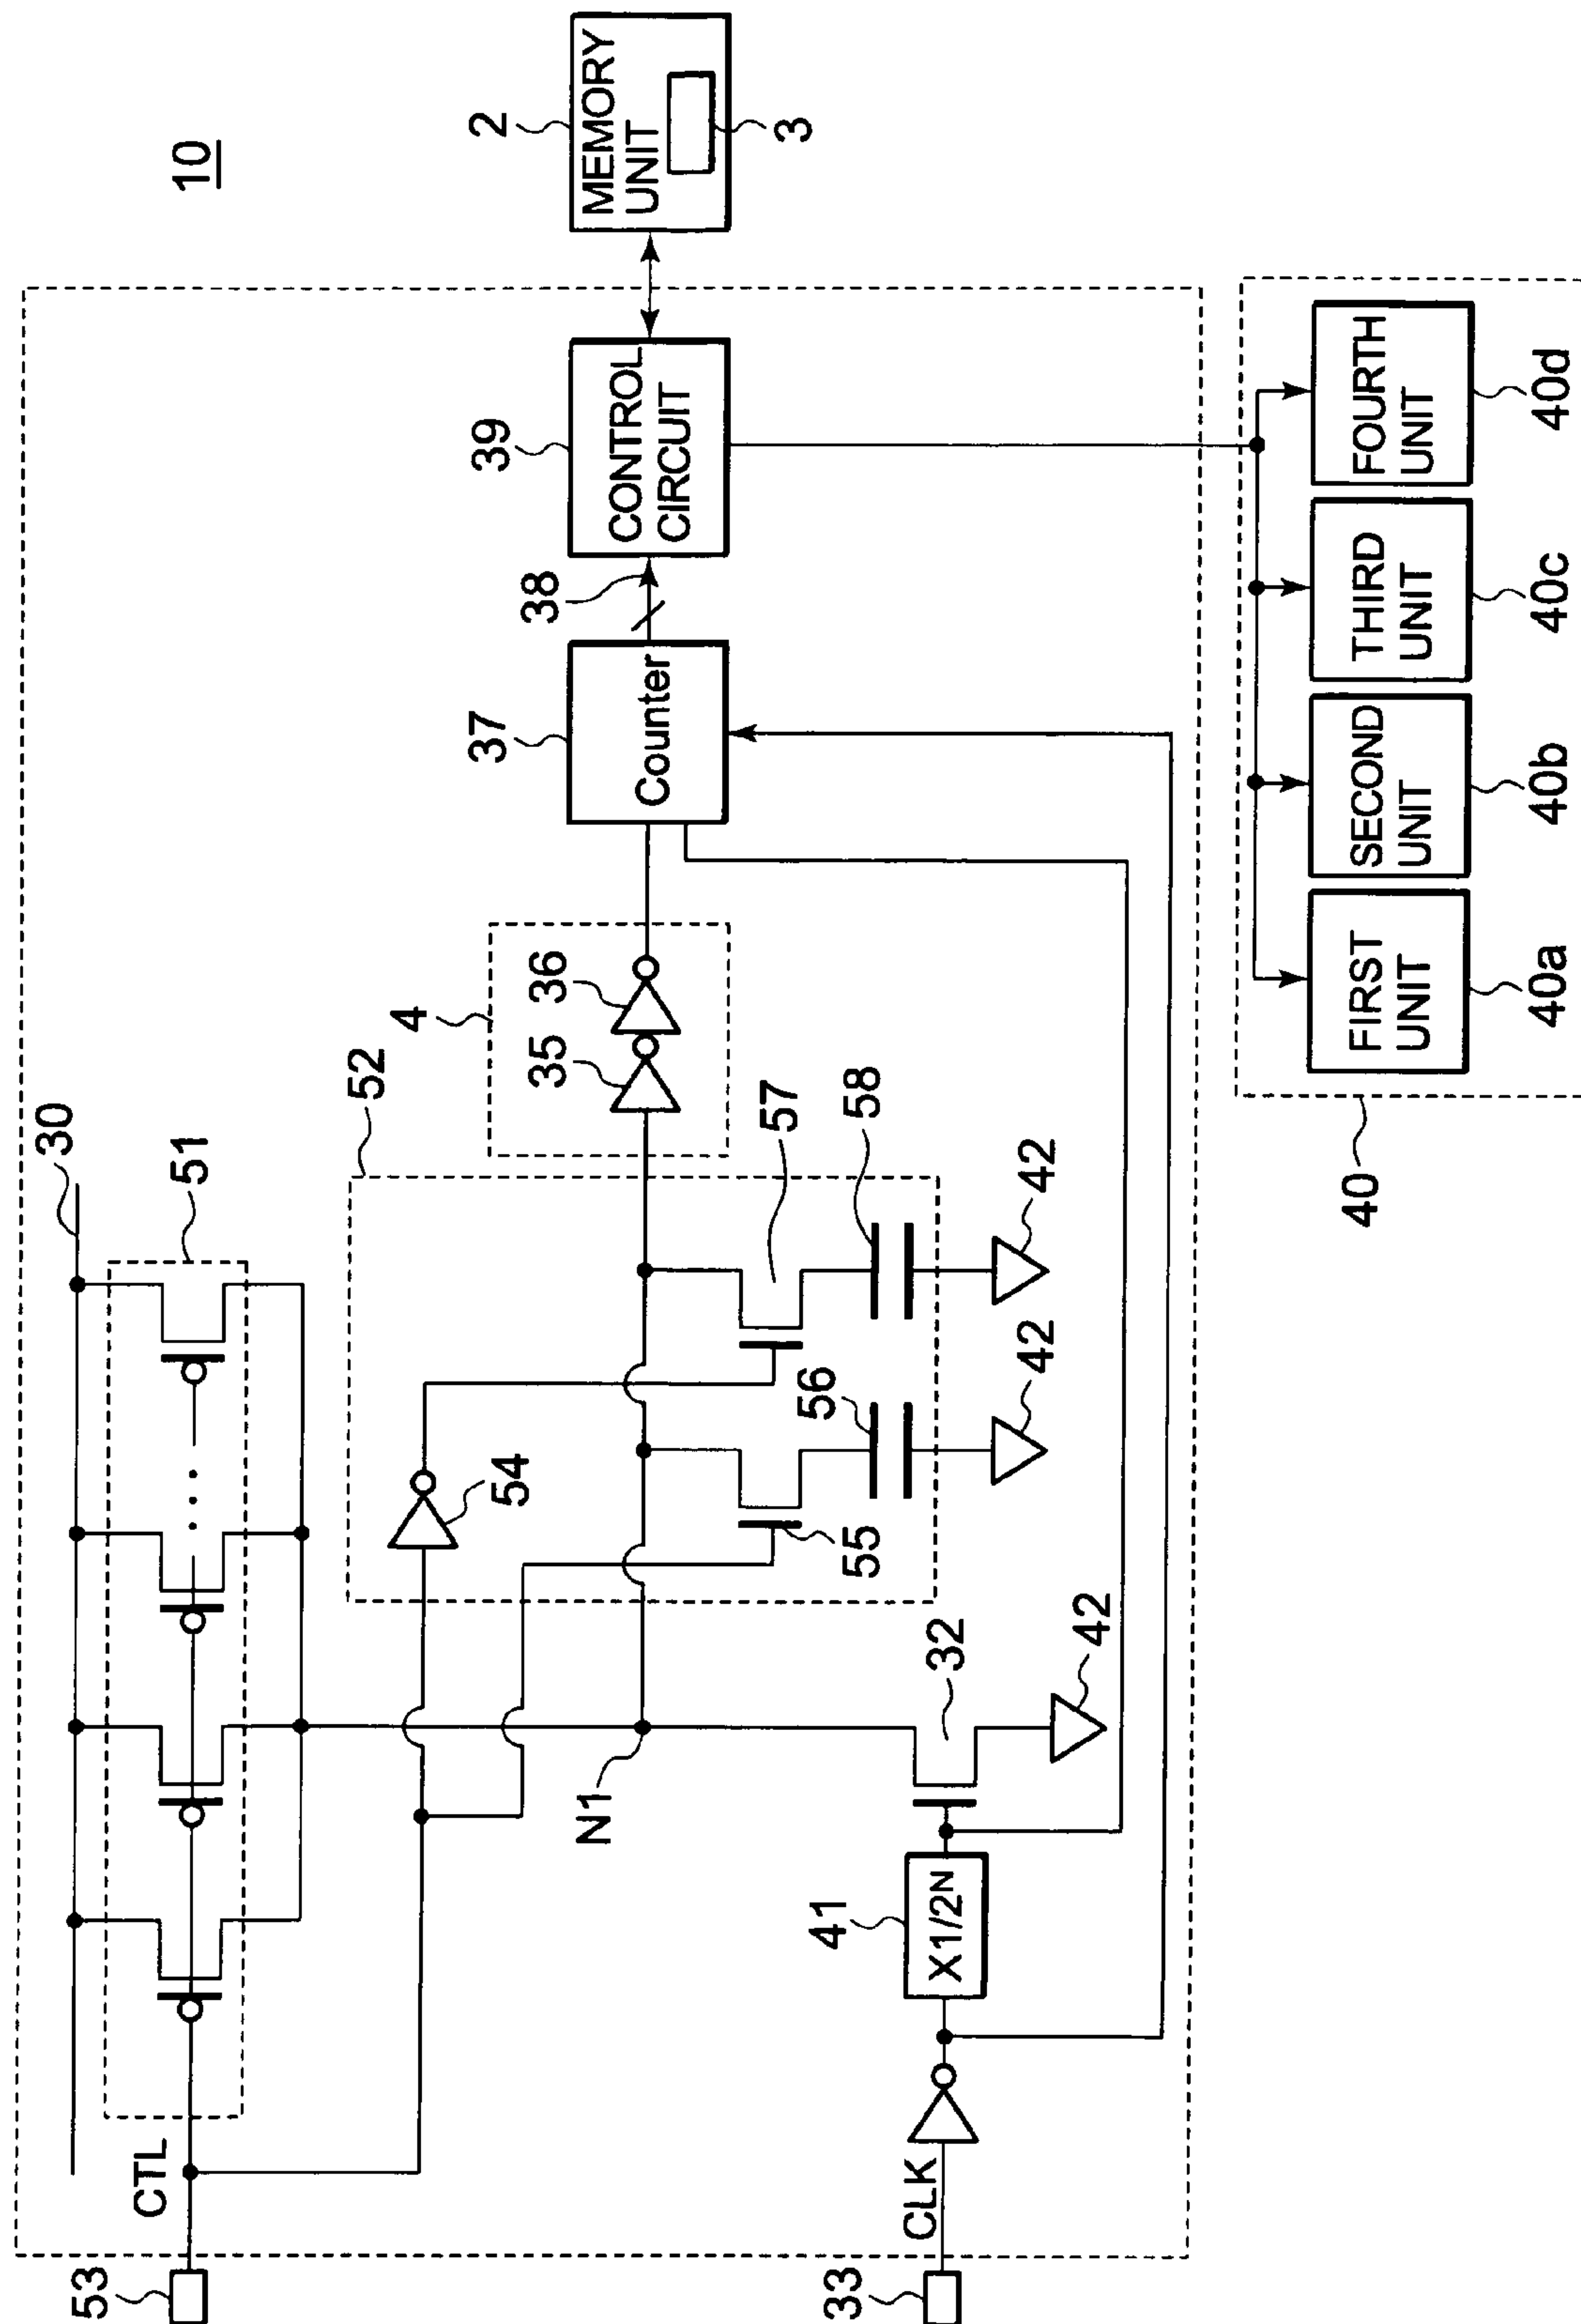 10
30
51
53
CTL
52
4
54
35
36
37
Counter
38
39
CONTROL
CIRCUIT
2
MEMORY
UNIT
3
N1
55
56
57
58
42
42
32
42
33
CLK
41
X1/2N
40
FIRST
UNIT
40a
SECOND
UNIT
40b
THIRD
UNIT
40c
FOURTH
UNIT
40d